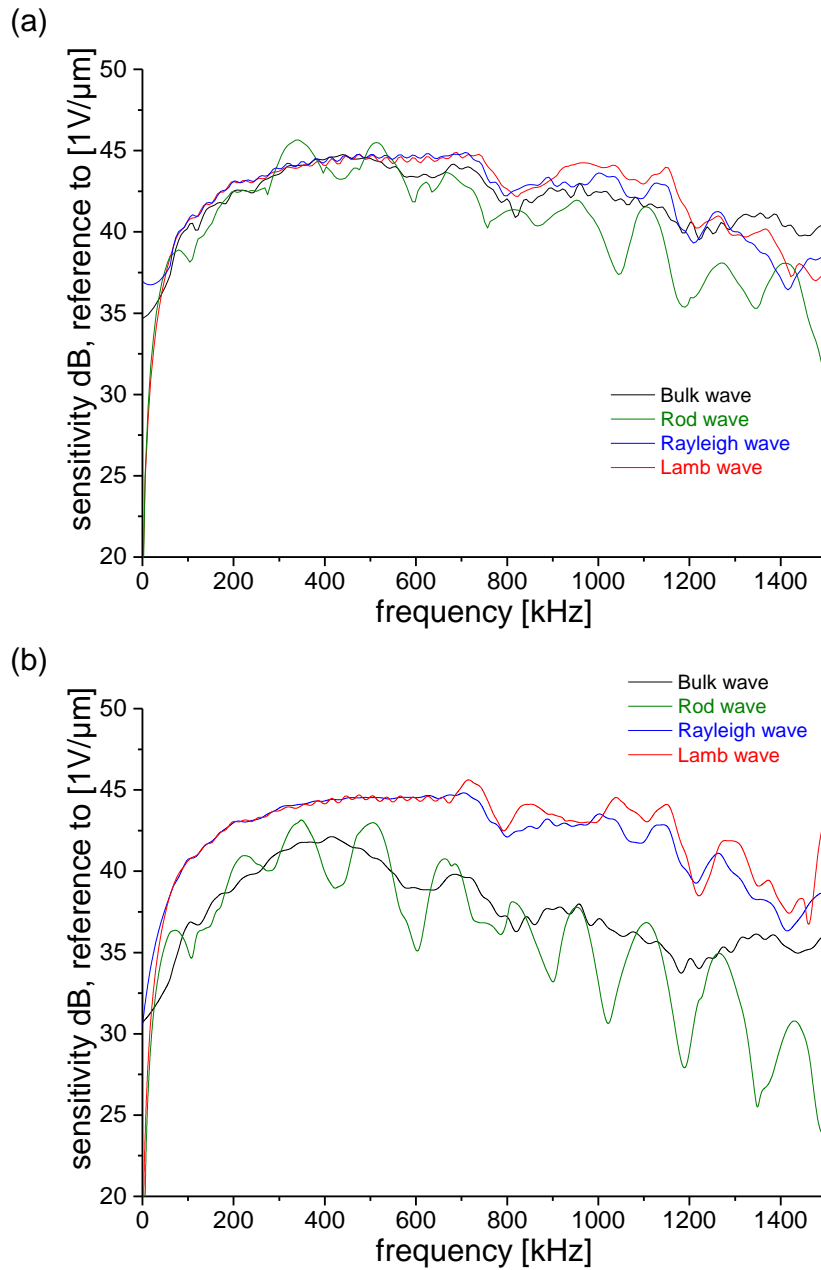 (a)
50
45
40
35
30
25
20
sensitivity dB, reference to [1V/μm]
Bulk wave
Rod wave
Rayleigh wave
Lamb wave
0 200 400 600 800 1000 1200 1400
frequency [kHz]
(b)
Bulk wave
Rod wave
Rayleigh wave
Lamb wave
50
45
40
35
30
25
20
sensitivity dB, reference to [1V/μm]
0 200 400 600 800 1000 1200 1400
frequency [kHz]